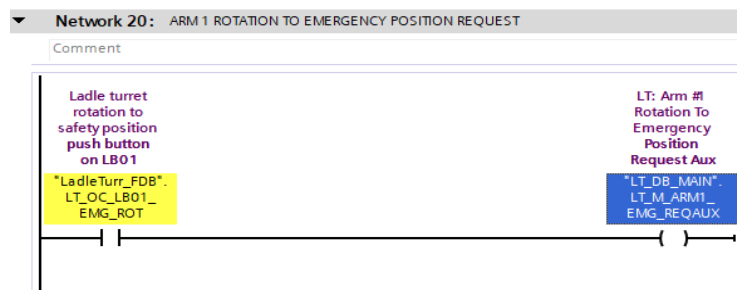 Network 20: ARM 1 ROTATION TO EMERGENCY POSITION REQUEST
Comment
Ladle turret
rotation to
safety position
push button
on LB01
"LadleTurr_FDB".
LT_OC_LB01_
EMG_ROT
LT: Arm #1
Rotation To
Emergency
Position
Request Aux
"LT_DB_MAIN".
LT_M_ARM1_
EMG_REQAUX